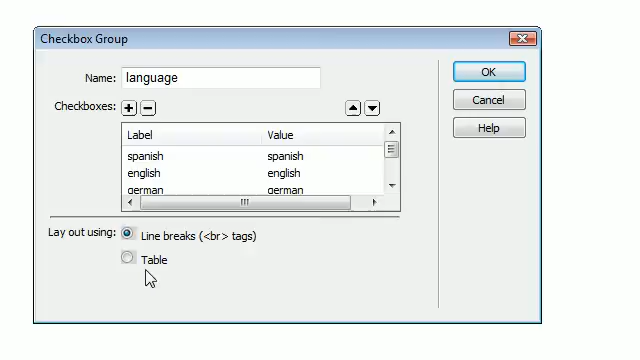 Checkbox Group
Name: language
OK
Checkboxes:
Cancel
Help
Label Value
spanish spanish
english english
german german
Lay out using: Line breaks (<br> tags)
Table